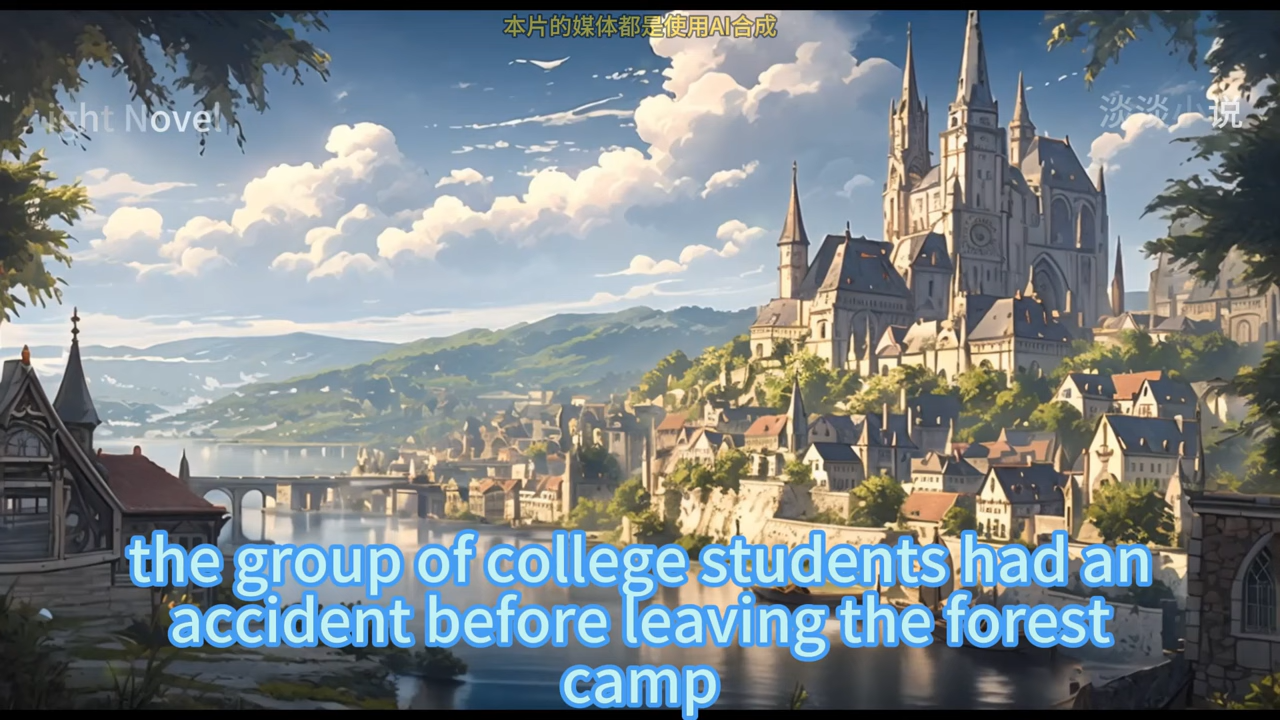 本片的媒体都是使用AI合成
Light Novel
淡淡小说
the group of college students had an
accident before leaving the forest
camp